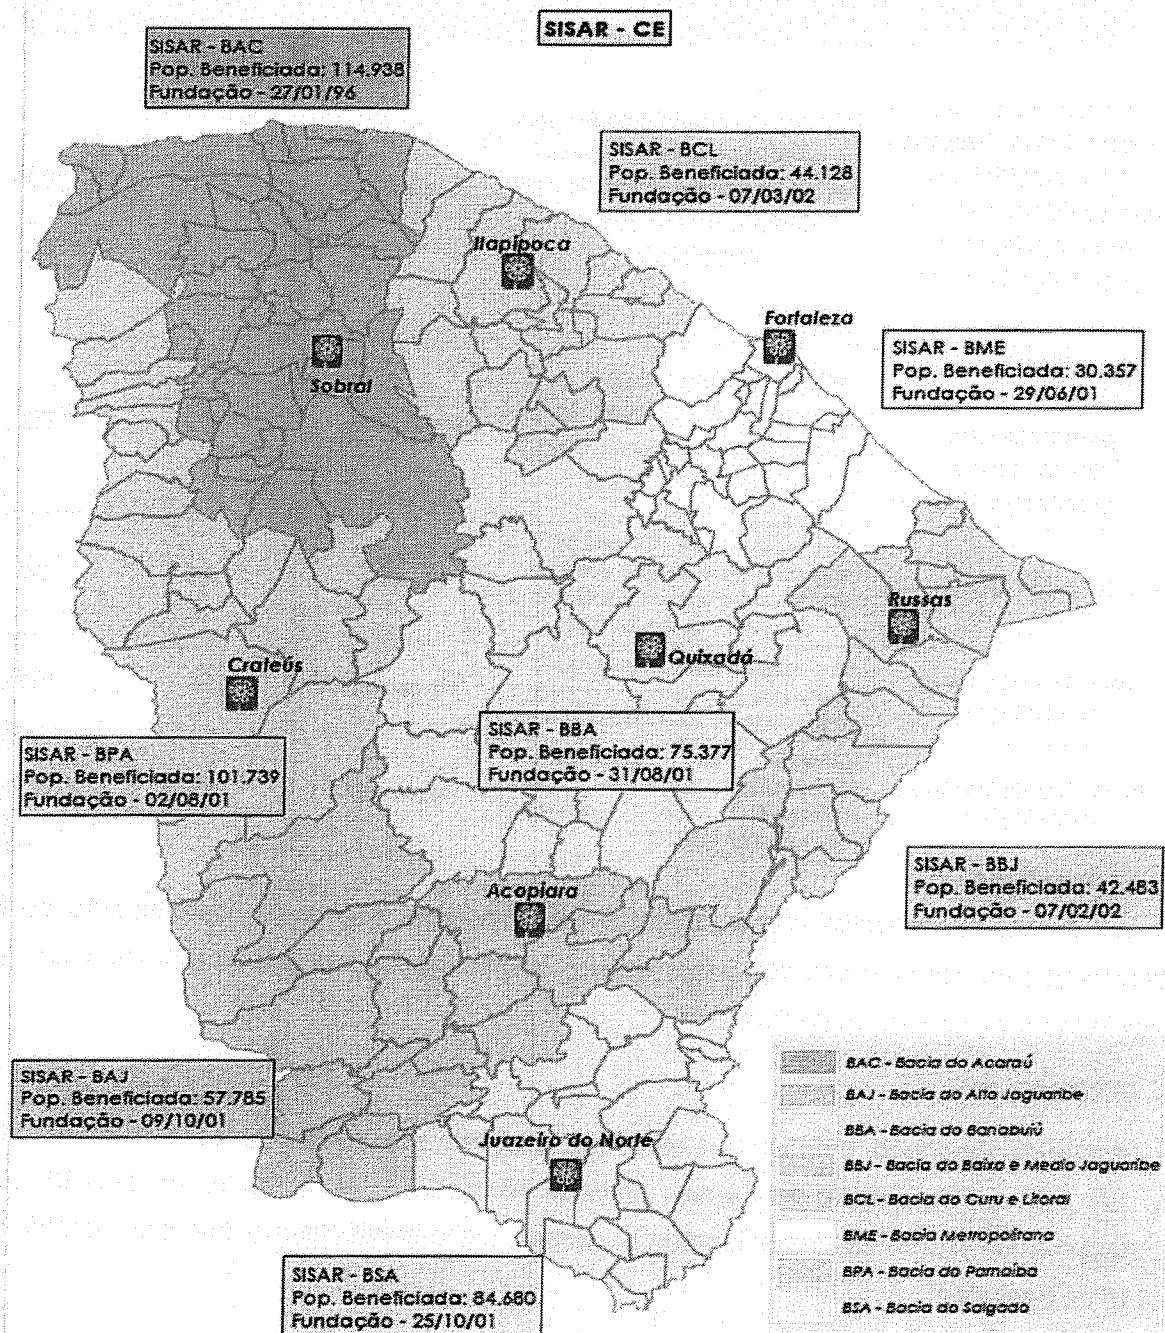 SISAR - CE
SISAR - BAC
Pop. Beneficiada: 114.938
Fundação - 27/01/96
SISAR - BCL
Pop. Beneficiada: 44.128
Fundação - 07/03/02
Itapipoca
Fortaleza
SISAR - BME
Pop. Beneficiada: 30.357
Fundação - 29/06/01
Sobral
Russas
Quixadá
Crateús
SISAR - BBA
Pop. Beneficiada: 75.377
Fundação - 31/08/01
SISAR - BPA
Pop. Beneficiada: 101.739
Fundação - 02/08/01
SISAR - BBJ
Pop. Beneficiada: 42.483
Fundação - 07/02/02
Acopiara
SISAR - BAJ
Pop. Beneficiada: 57.785
Fundação - 09/10/01
Juazeiro do Norte
SISAR - BSA
Pop. Beneficiada: 84.680
Fundação - 25/10/01
BAC - Bacia do Acaraú
BAJ - Bacia do Alto Jaguaribe
BBA - Bacia do Banabuiú
BBJ - Bacia do Baixo e Medio Jaguaribe
BCL - Bacia do Curu e Litoral
BME - Bacia Metropolitana
BPA - Bacia do Parnaíba
BSA - Bacia do Salgado